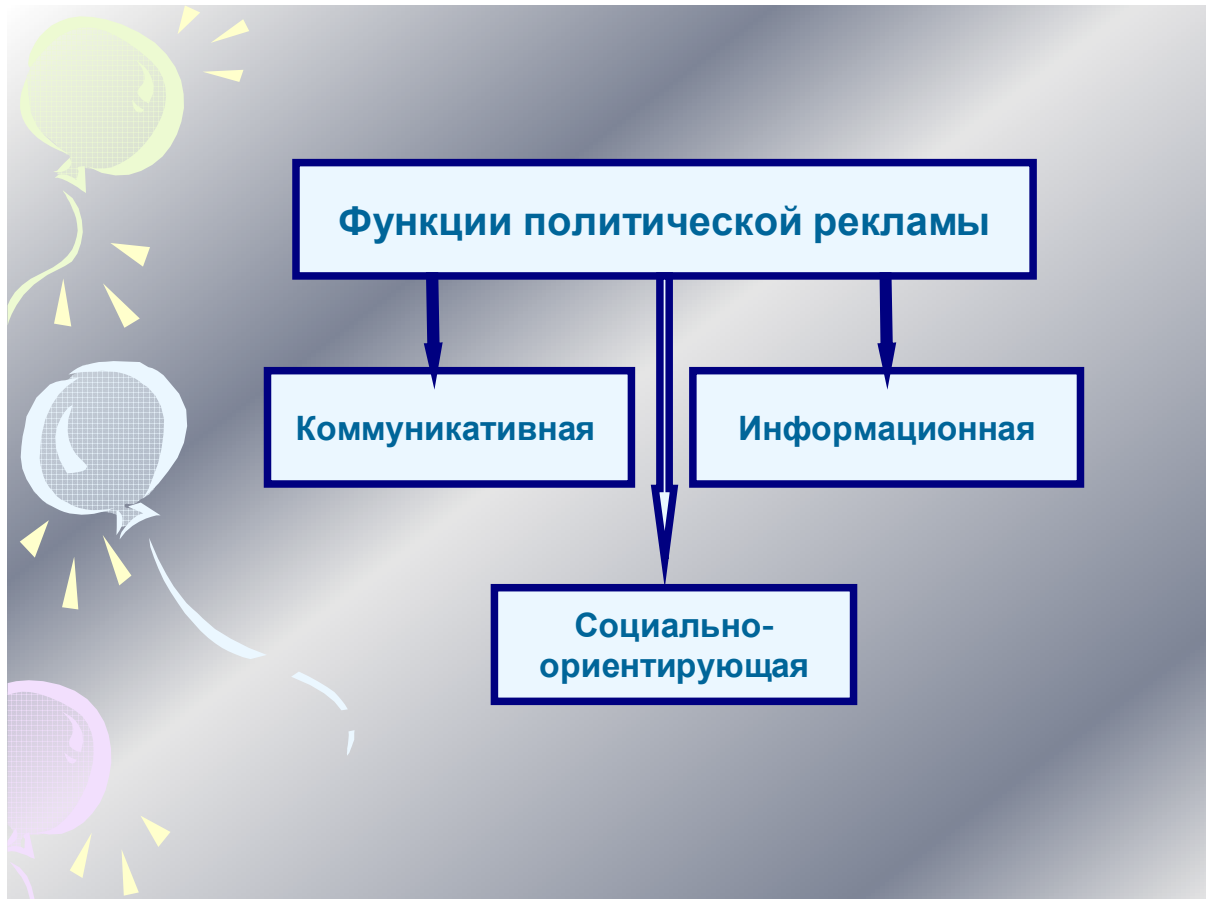 Функции политической рекламы
Коммуникативная
Информационная
Социально-
ориентирующая